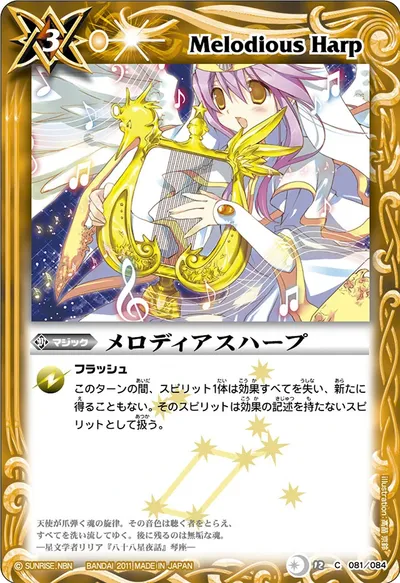 3
Melodious Harp
マジック
メロディアスハープ
フラッシュ
このターンの間、スピリット1体は効果すべてを失い、新たに
得ることもない。そのスピリットは効果の記述を持たないスピ
リットとして扱う。
天使が爪弾く魂の旋律。その音色は聴く者をとらえ、
すべてを洗い流してゆく。後に残るのは無垢な魂。
―星文学者リリア『八十八星夜話』琴座―
©SUNRISE,NBN BANDAI 2011 MADE IN JAPAN
12 C 081/084